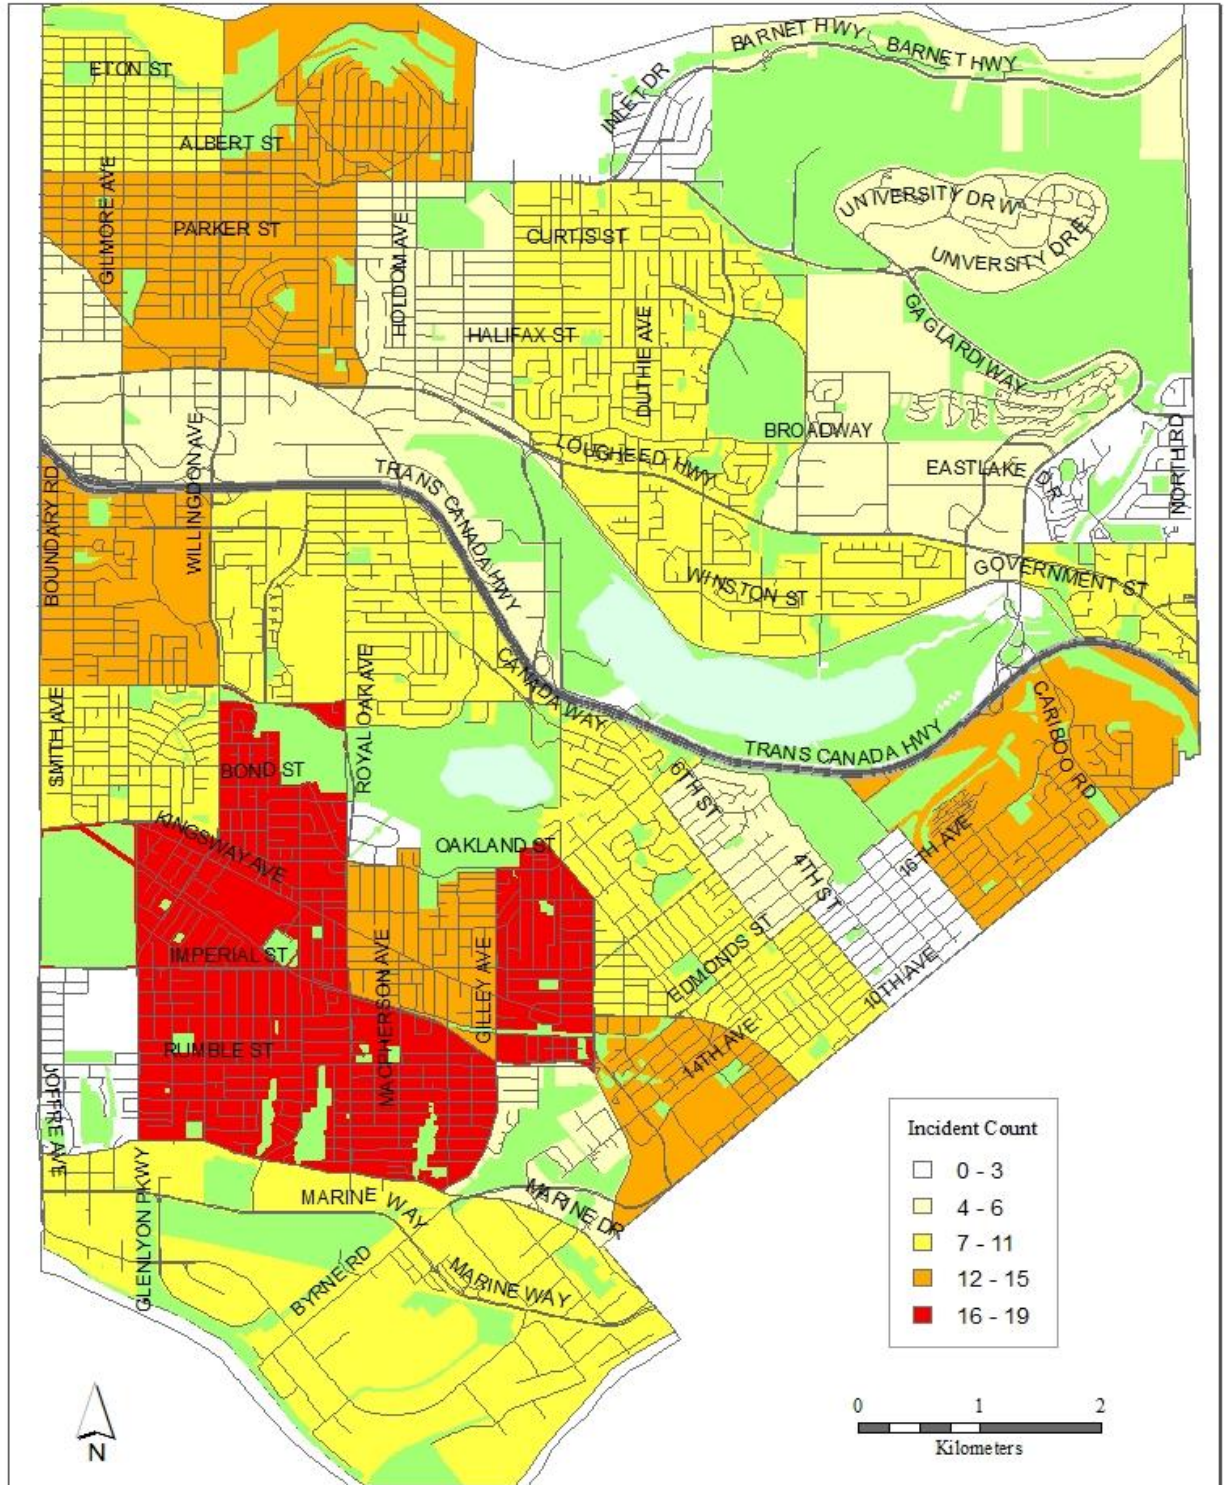 BARNET HWY
BARNET HWY
ETON ST
INLET DR
ALBERT ST
GILMORE AVE
UNIVERSITY DR W
PARKER ST
HOLDOM AVE
CURTIS ST
UNIVERSITY DR E
HALIFAX ST
DUTHIE AVE
GAGLARDI WAY
BROADWAY
WILLINGDON AVE
LOUGHEED HWY
TRANS CANADA HWY
EASTLAKE DR
NORTH RD
BOUNDARY RD
WINSTON ST
GOVERNMENT ST
ROYAL OAK AVE
CANADA WAY
SMITH AVE
CARIBOO RD
TRANS CANADA HWY
BOND ST
6TH ST
KINGSWAY AVE
OAKLAND ST
16TH AVE
4TH ST
IMPERIAL ST
MACPHERSON AVE
GILLEY AVE
EDMONDS ST
10TH AVE
RUMBLE ST
14TH AVE
JOFFRE AVE
GLENLYON PKWY
MARINE WAY
MARINE DR
BYRNE RD
MARINE WAY
Incident Count
0 - 3
4 - 6
7 - 11
12 - 15
16 - 19
N
0 1 2
Kilometers